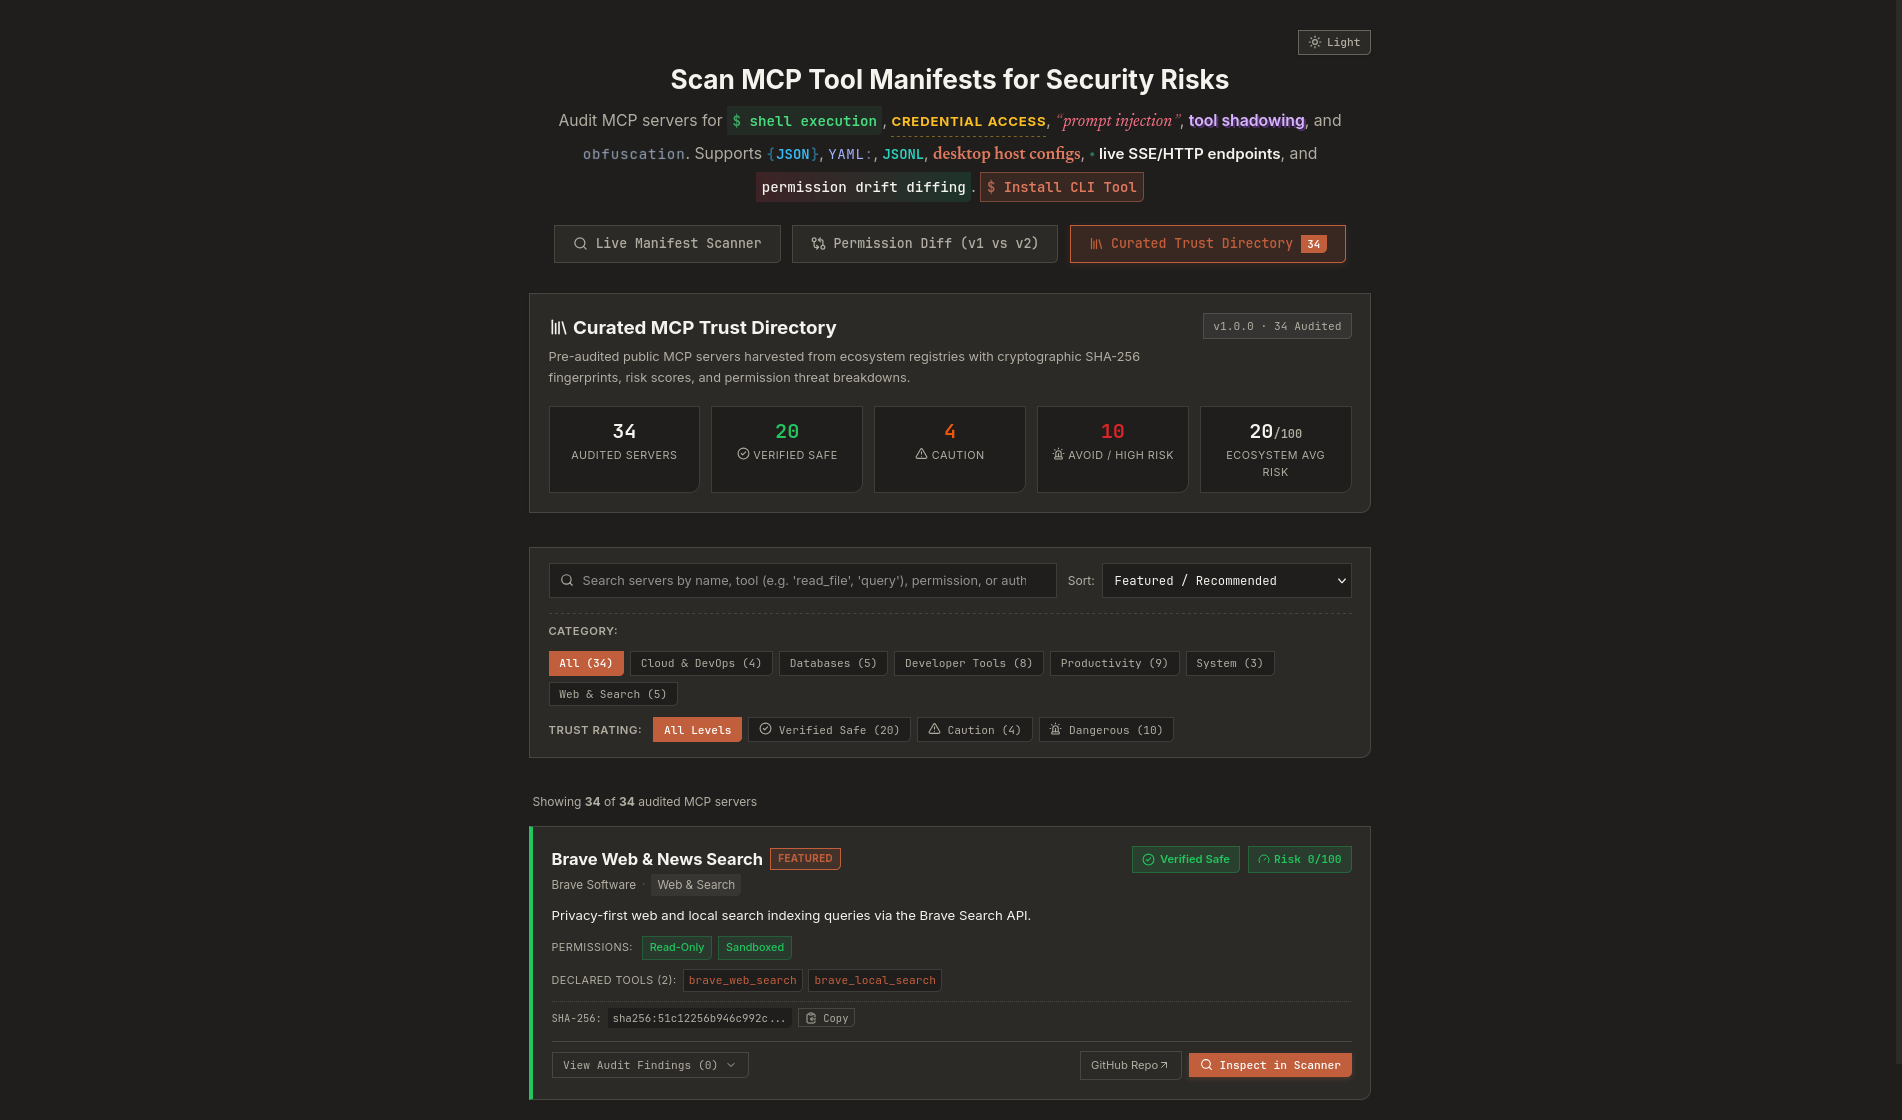 Light
Scan MCP Tool Manifests for Security Risks
Audit MCP servers for $ shell execution, CREDENTIAL ACCESS, “prompt injection”, tool shadowing, and
obfuscation. Supports {JSON}, YAML:, JSONL, desktop host configs, • live SSE/HTTP endpoints, and
permission drift diffing. $ Install CLI Tool
Live Manifest Scanner
Permission Diff (v1 vs v2)
Curated Trust Directory 34
Curated MCP Trust Directory
v1.0.0 · 34 Audited
Pre-audited public MCP servers harvested from ecosystem registries with cryptographic SHA-256
fingerprints, risk scores, and permission threat breakdowns.
34
AUDITED SERVERS
20
VERIFIED SAFE
4
CAUTION
10
AVOID / HIGH RISK
20/100
ECOSYSTEM AVG
RISK
Search servers by name, tool (e.g. 'read_file', 'query'), permission, or auth
Sort: Featured / Recommended
CATEGORY:
All (34) Cloud & DevOps (4) Databases (5) Developer Tools (8) Productivity (9) System (3)
Web & Search (5)
TRUST RATING: All Levels Verified Safe (20) Caution (4) Dangerous (10)
Showing 34 of 34 audited MCP servers
Brave Web & News Search FEATURED
Verified Safe Risk 0/100
Brave Software · Web & Search
Privacy-first web and local search indexing queries via the Brave Search API.
PERMISSIONS: Read-Only Sandboxed
DECLARED TOOLS (2): brave_web_search brave_local_search
SHA-256: sha256:51c12256b946c992c... Copy
View Audit Findings (0)
GitHub Repo
Inspect in Scanner